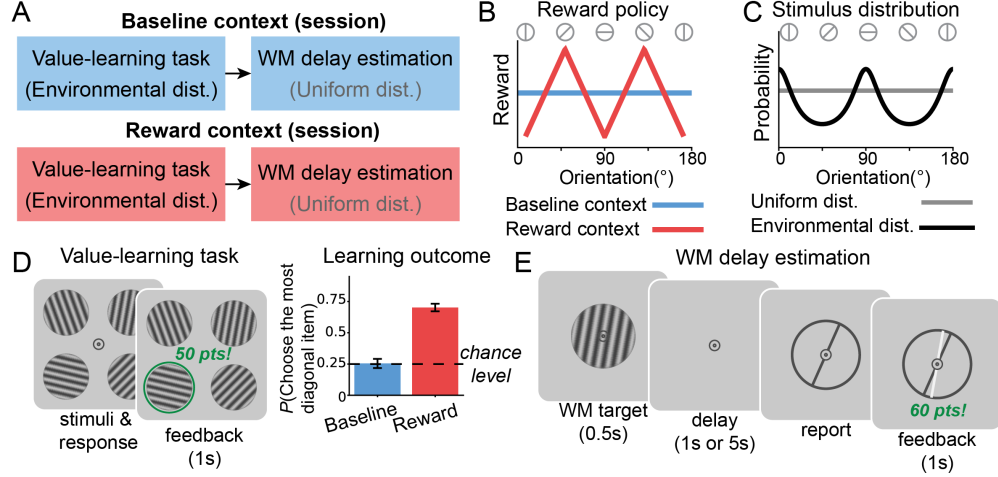 A
Baseline context (session)
Value-learning task
(Environmental dist.)
WM delay estimation
(Uniform dist.)
Reward context (session)
Value-learning task
(Environmental dist.)
WM delay estimation
(Uniform dist.)
B
Reward policy
Reward
0
90
180
Orientation(°)
Baseline context
Reward context
C
Stimulus distribution
Probability
0
90
180
Orientation(°)
Uniform dist.
Environmental dist.
D
Value-learning task
50 pts!
stimuli &
response
feedback
(1s)
Learning outcome
P(Choose the most
diagonal item)
0.75
0.5
0.25
0
chance
level
Baseline
Reward
E
WM delay estimation
WM target
(0.5s)
delay
(1s or 5s)
report
60 pts!
feedback
(1s)